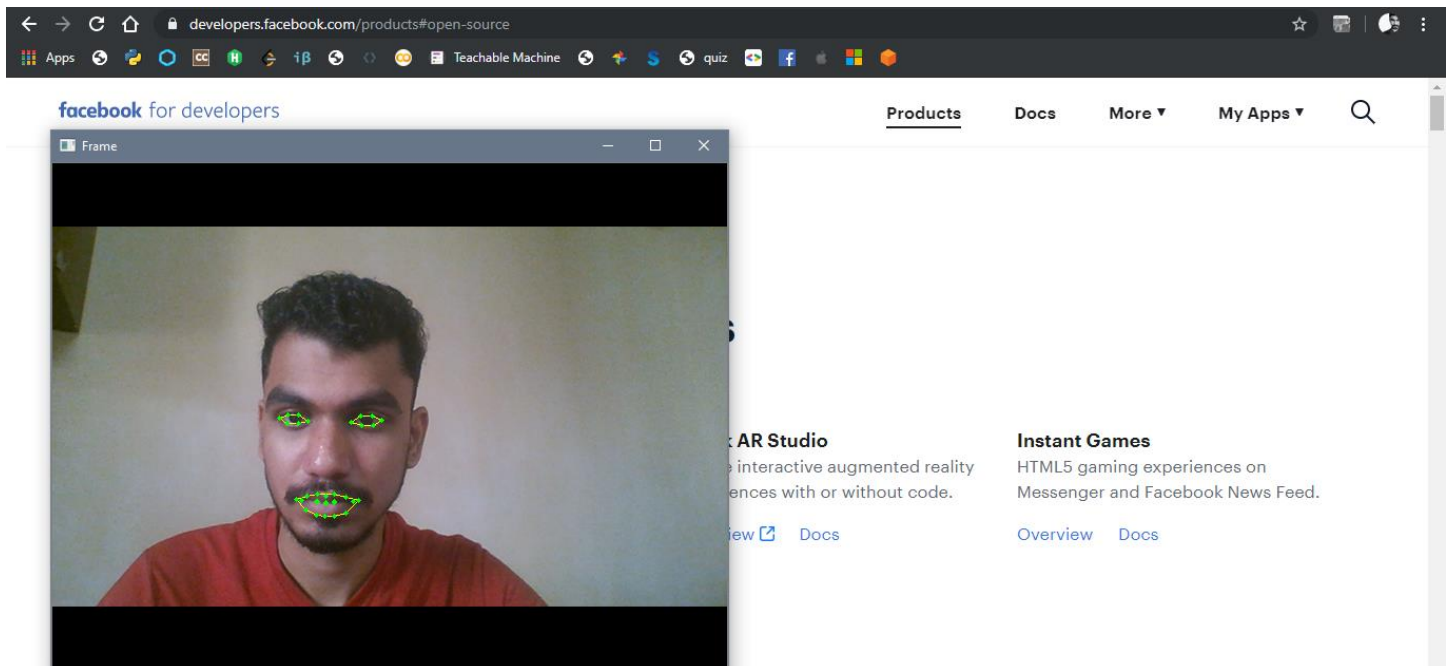 developers.facebook.com/products#open-source
Apps CC H iβ Teachable Machine S quiz f
facebook for developers
Products Docs More ▼ My Apps ▼
Frame
s
AR Studio
interactive augmented reality
ences with or without code.
iew Docs
Instant Games
HTML5 gaming experiences on
Messenger and Facebook News Feed.
Overview Docs